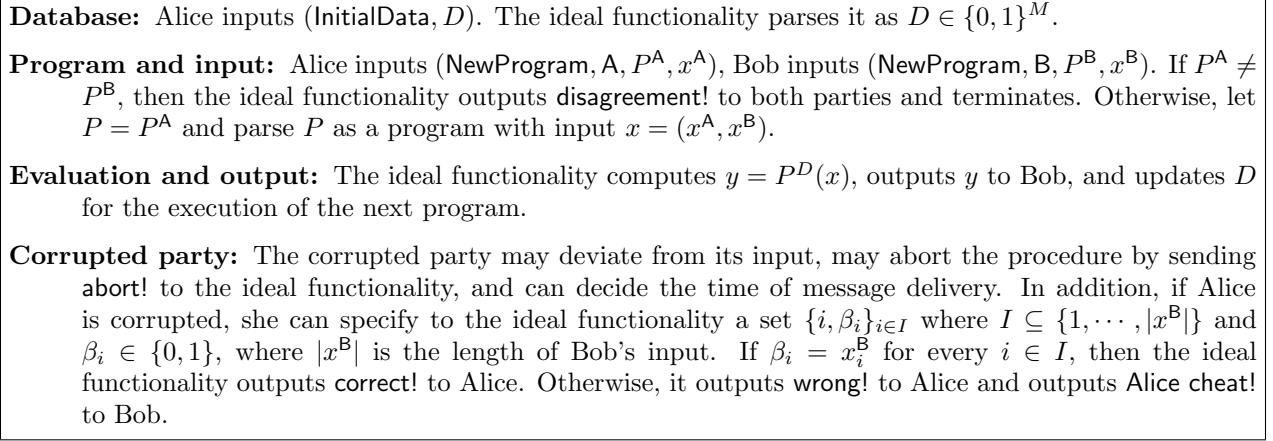 Database: Alice inputs (InitialData, D). The ideal functionality parses it as D ∈ {0, 1}^M.
Program and input: Alice inputs (NewProgram, A, P^A, x^A), Bob inputs (NewProgram, B, P^B, x^B). If P^A ≠
P^B, then the ideal functionality outputs disagreement! to both parties and terminates. Otherwise, let
P = P^A and parse P as a program with input x = (x^A, x^B).
Evaluation and output: The ideal functionality computes y = P^D(x), outputs y to Bob, and updates D
for the execution of the next program.
Corrupted party: The corrupted party may deviate from its input, may abort the procedure by sending
abort! to the ideal functionality, and can decide the time of message delivery. In addition, if Alice
is corrupted, she can specify to the ideal functionality a set {i, β_i}_{i∈I} where I ⊆ {1, ⋯ , |x^B|} and
β_i ∈ {0, 1}, where |x^B| is the length of Bob's input. If β_i = x_i^B for every i ∈ I, then the ideal
functionality outputs correct! to Alice. Otherwise, it outputs wrong! to Alice and outputs Alice cheat!
to Bob.